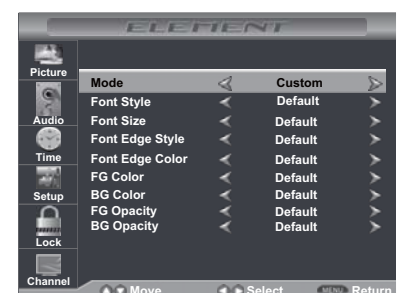 ELEMENT
Picture
Audio
Time
Setup
Lock
Channel
Mode Custom
Font Style Default
Font Size Default
Font Edge Style Default
Font Edge Color Default
FG Color Default
BG Color Default
FG Opacity Default
BG Opacity Default
Move Select MENU Return